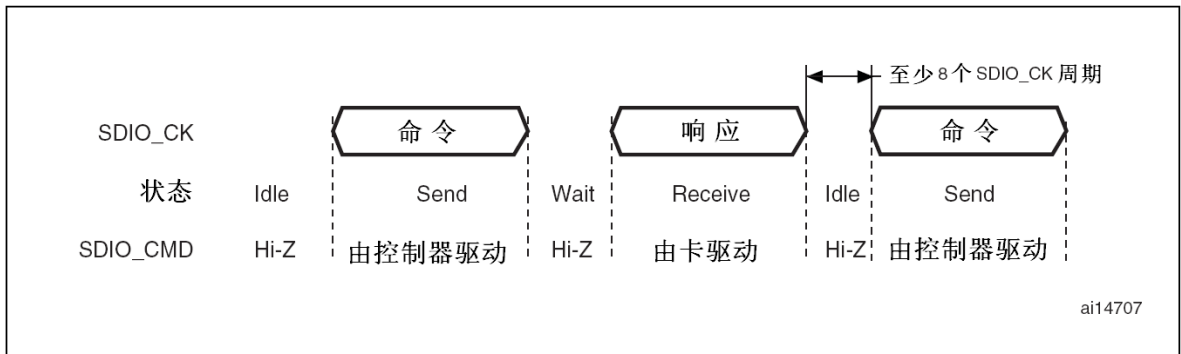 至少8个SDIO_CK 周期
SDIO_CK 命令 响应 命令
状态 Idle Send Wait Receive Idle Send
SDIO_CMD Hi-Z 由控制器驱动 Hi-Z 由卡驱动 Hi-Z 由控制器驱动
ai14707